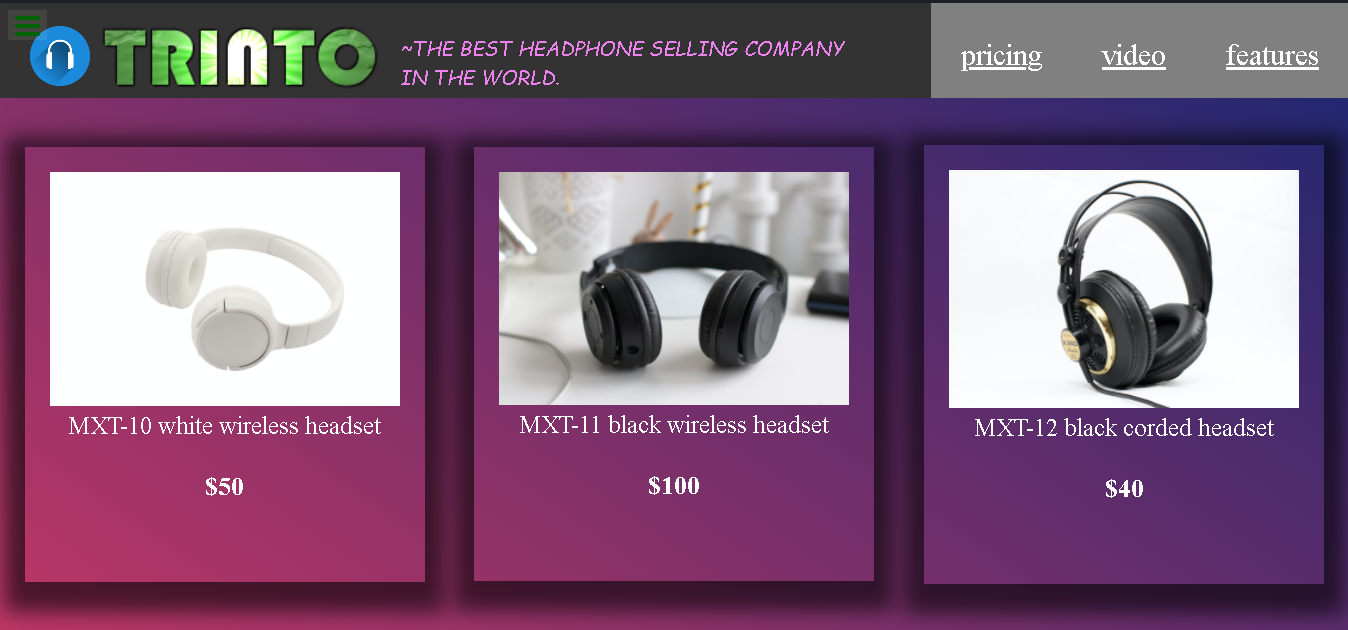 TRINTO
~THE BEST HEADPHONE SELLING COMPANY
IN THE WORLD.
pricing video features
MXT-10 white wireless headset
$50
MXT-11 black wireless headset
$100
MXT-12 black corded headset
$40